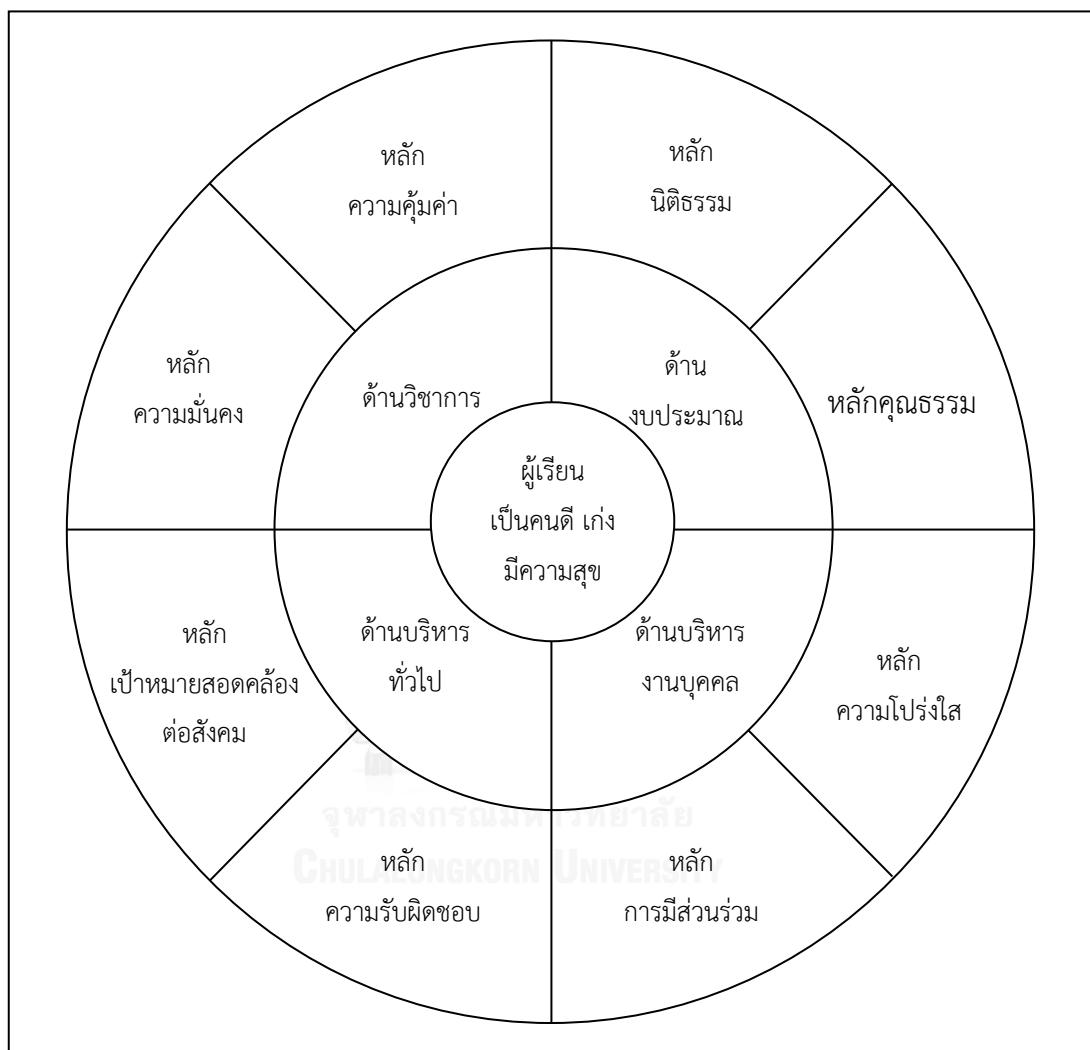 หลัก
ความคุ้มค่า
หลัก
นิติธรรม
หลัก
ความมั่นคง
ด้านวิชาการ
ด้าน
งบประมาณ
หลักคุณธรรม
ผู้เรียน
เป็นคนดี เก่ง
มีความสุข
หลัก
เป้าหมายสอดคล้อง
ต่อสังคม
ด้านบริหาร
ทั่วไป
ด้านบริหาร
งานบุคคล
หลัก
ความโปร่งใส
หลัก
ความรับผิดชอบ
หลัก
การมีส่วนร่วม
จุฬาลงกรณ์มหาวิทยาลัย
CHULALONGKORN UNIVERSITY